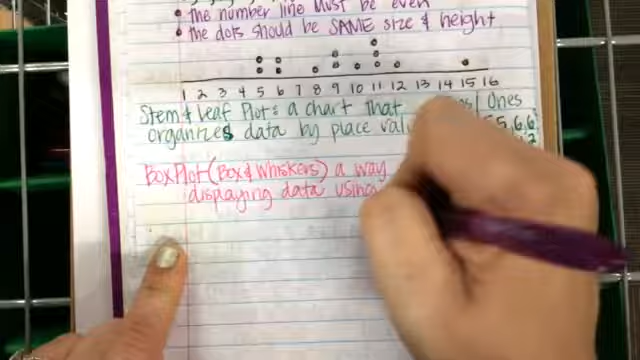 • the number line must be even
• the dots should be SAME size & height
1 2 3 4 5 6 7 8 9 10 11 12 13 14 15 16
Stem & Leaf Plot: a chart that Ones
organizes data by place 5,6,6
Box Plot (Box & Whiskers) a way
displaying data using